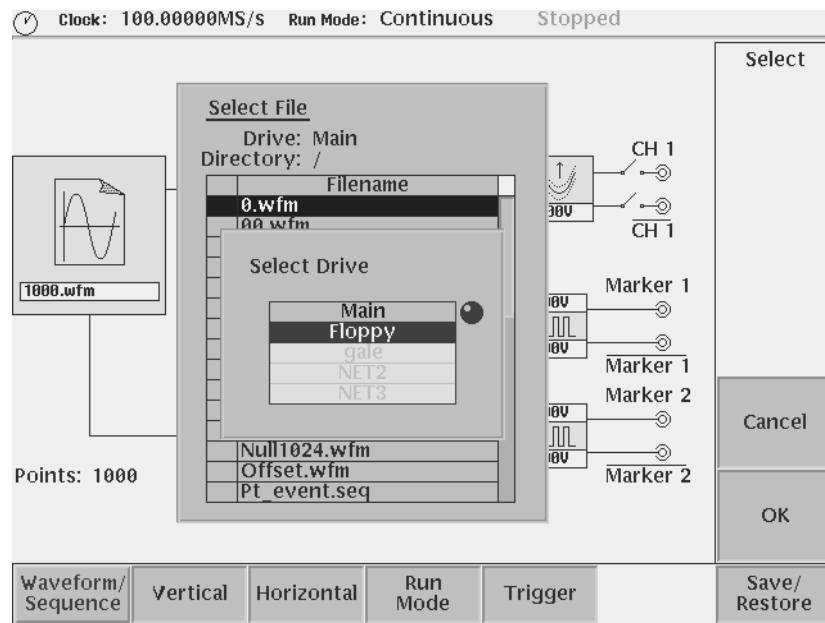 Clock: 100.00000MS/s Run Mode: Continuous Stopped
Select
Select File
Drive: Main
Directory: /
Filename
0.wfm
00.wfm
Select Drive
Main
Floppy
gale
NET2
NET3
Null1024.wfm
Offset.wfm
Pt_event.seq
1000.wfm
Points: 1000
CH 1
CH 1
Marker 1
Marker 1
Marker 2
Marker 2
Cancel
OK
Waveform/
Sequence
Vertical
Horizontal
Run
Mode
Trigger
Save/
Restore